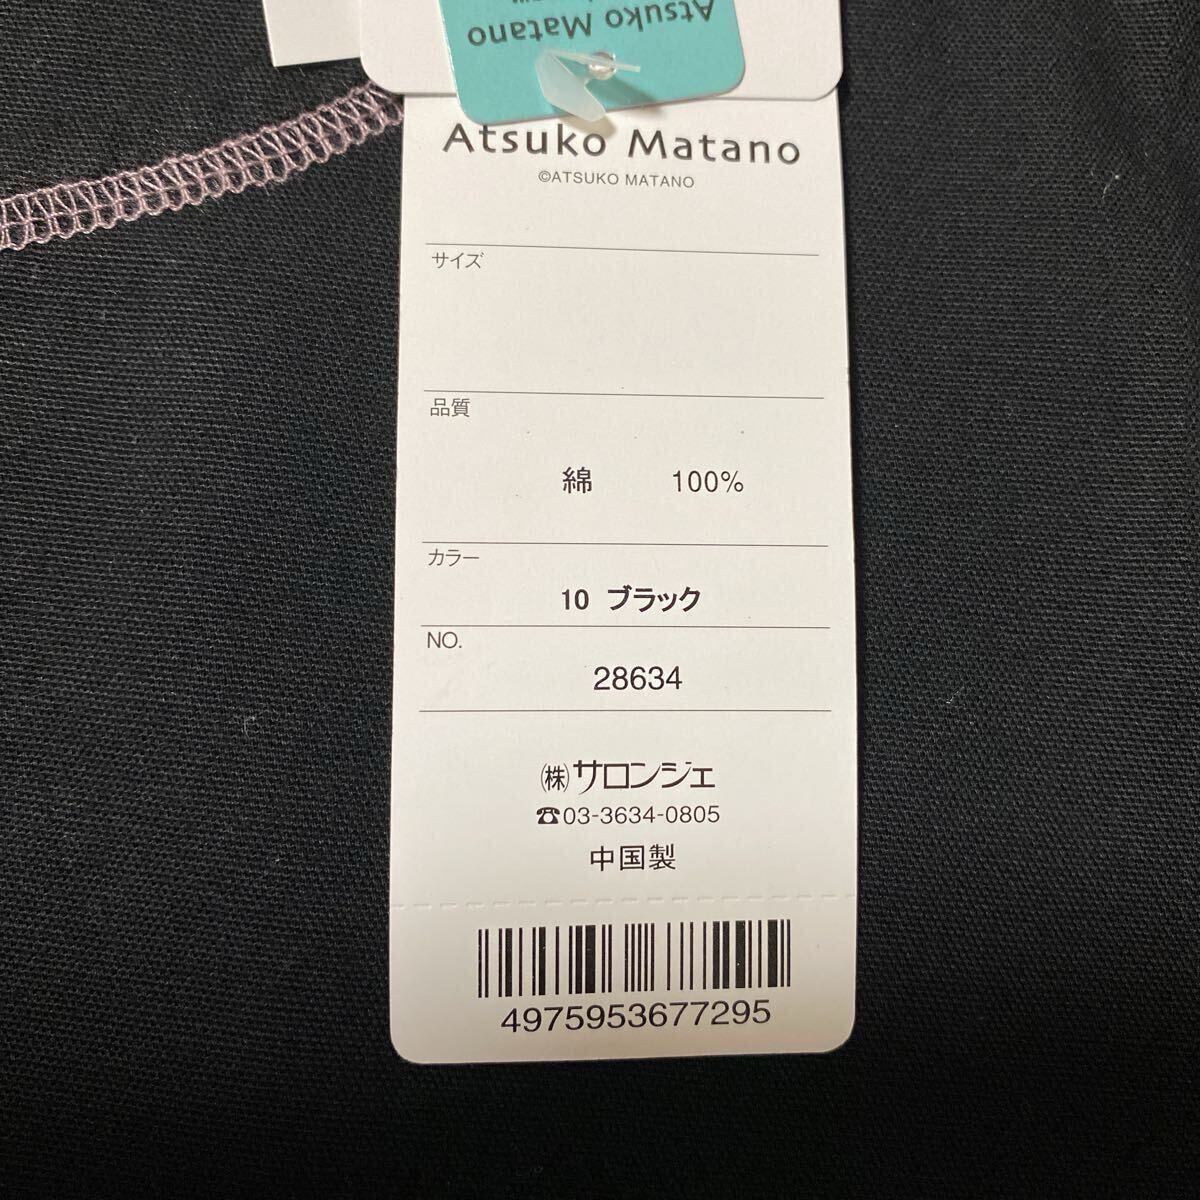 Atsuko Matano
Atsuko Matano
©ATSUKO MATANO
サイズ
品質
綿 100%
カラー
10 ブラック
NO.
28634
㈱サロンジェ
☎03-3634-0805
中国製
4975953677295